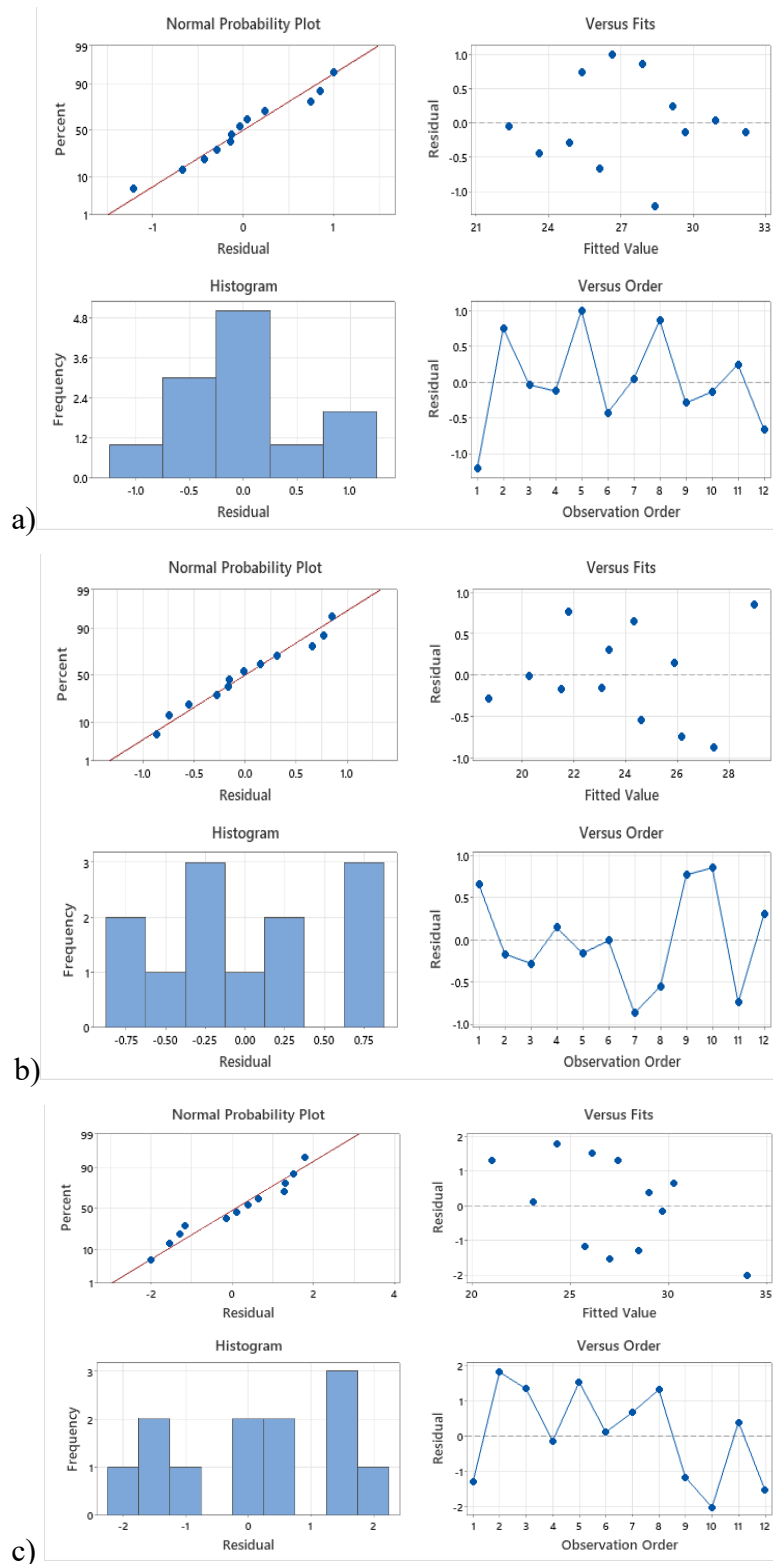 Normal Probability Plot
99
90
50
10
1
Percent
-1
0
1
Residual
Versus Fits
1.0
0.5
0.0
-0.5
-1.0
Residual
21
24
27
30
33
Fitted Value
Histogram
4.8
3.6
2.4
1.2
0.0
Frequency
-1.0
-0.5
0.0
0.5
1.0
Residual
Versus Order
1.0
0.5
0.0
-0.5
-1.0
Residual
1 2 3 4 5 6 7 8 9 10 11 12
Observation Order
a)
Normal Probability Plot
99
90
50
10
1
Percent
-1.0
-0.5
0.0
0.5
1.0
Residual
Versus Fits
1.0
0.5
0.0
-0.5
-1.0
Residual
20
22
24
26
28
Fitted Value
Histogram
3
2
1
0
Frequency
-0.75
-0.50
-0.25
0.00
0.25
0.50
0.75
Residual
Versus Order
1.0
0.5
0.0
-0.5
-1.0
Residual
1 2 3 4 5 6 7 8 9 10 11 12
Observation Order
b)
Normal Probability Plot
99
90
50
10
1
Percent
-2
0
2
4
Residual
Versus Fits
2
1
0
-1
-2
Residual
20
25
30
35
Fitted Value
Histogram
3
2
1
0
Frequency
-2
-1
0
1
2
Residual
Versus Order
2
1
0
-1
-2
Residual
1 2 3 4 5 6 7 8 9 10 11 12
Observation Order
c)